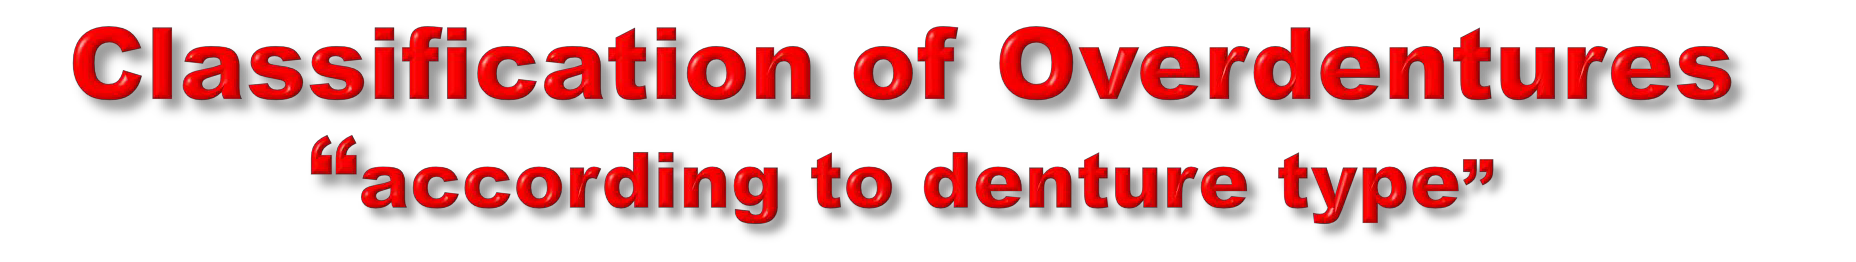 Classification of Overdentures
“according to denture type”